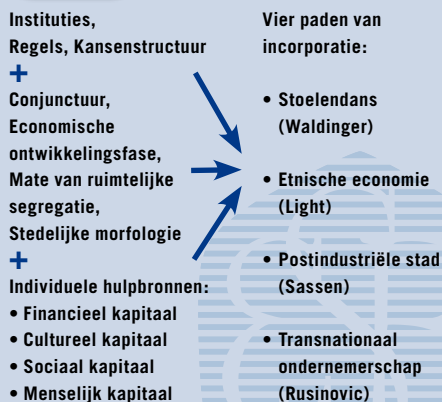 Instituties,
Regels, Kansenstructuur
+
Conjunctuur,
Economische
ontwikkelingsfase,
Mate van ruimtelijke
segregatie,
Stedelijke morfologie
+
Individuele hulpbronnen:
• Financieel kapitaal
• Cultureel kapitaal
• Sociaal kapitaal
• Menselijk kapitaal
Vier paden van
incorporatie:
• Stoelendans
(Waldinger)
• Etnische economie
(Light)
• Postindustriële stad
(Sassen)
• Transnationaal
ondernemerschap
(Rusinovic)